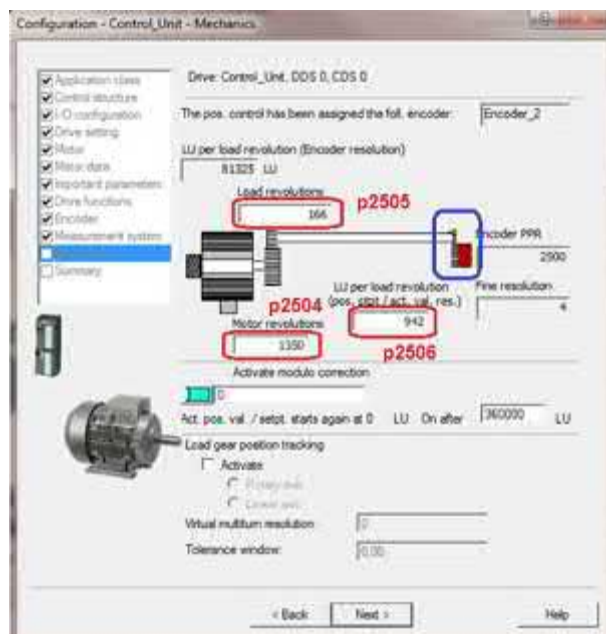 Configuration - Control_Unit - Mechanics
Application class
Control structure
I-O configuration
Drive setting
Motor
Motor data
Important parameters
Drive functions
Encoder
Measurement system
Summary
Drive: Control_Unit, DDS 0, CDS 0
The pos. control has been assigned the foll. encoder:
Encoder_2
LU per load revolution (Encoder resolution)
81325 LU
Load revolutions
166
p2505
Encoder PPR
2900
LU per load revolution
(pos. stpt / act. val. res.)
942
p2506
Fine resolution
4
p2504
Motor revolutions
1350
Activate modulo correction
0
Act. pos. val. / setpt. starts again at 0 LU On after
360000
LU
Load gear position tracking
Activate
Rotary axis
Linear axis
Virtual multiturn resolution
0
Tolerance window:
0.00
< Back
Next >
Help